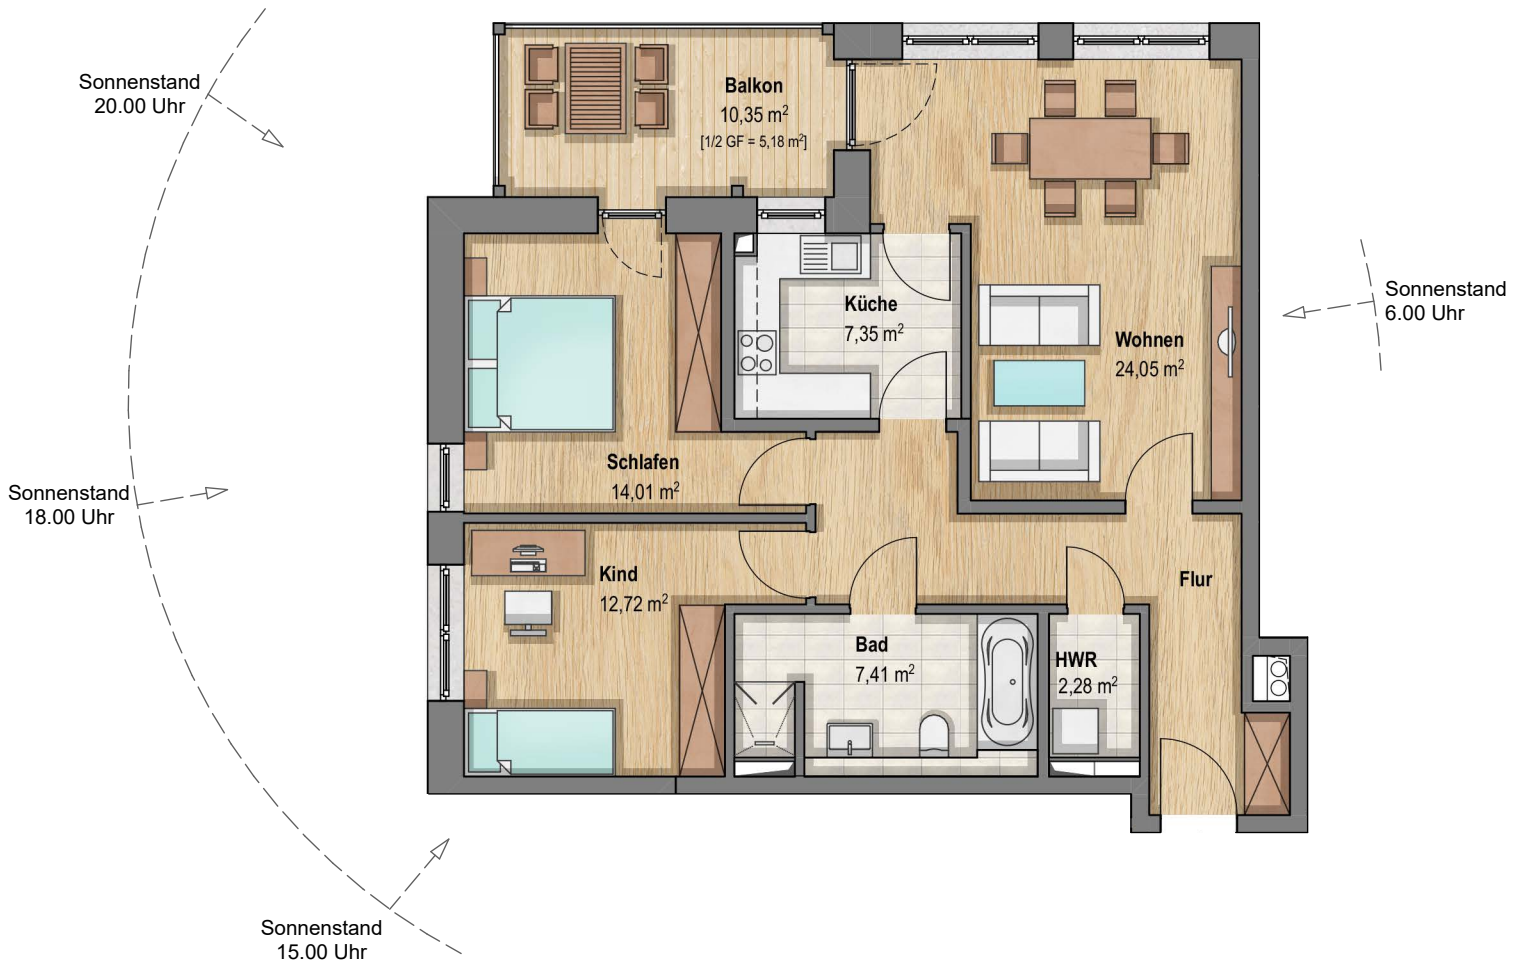 Sonnenstand
20.00 Uhr
Balkon
10,35 m²
[1/2 GF = 5,18 m²]
Sonnenstand
6.00 Uhr
Küche
7,35 m²
Wohnen
24,05 m²
Schlafen
14,01 m²
Sonnenstand
18.00 Uhr
Kind
12,72 m²
Flur
Bad
7,41 m²
HWR
2,28 m²
Sonnenstand
15.00 Uhr